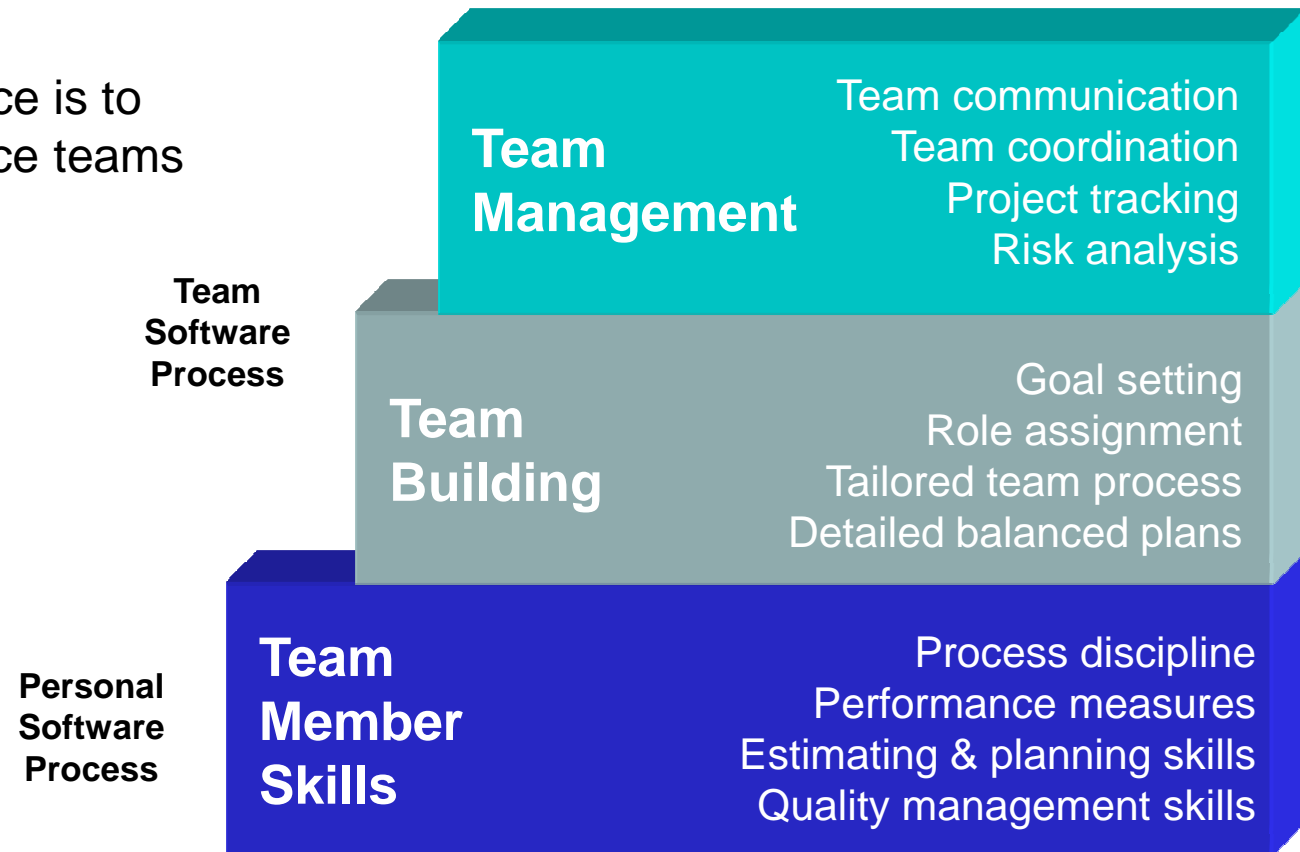 ce is to
ce teams
Team
Management
Team communication
Team coordination
Project tracking
Risk analysis
Team
Software
Process
Team
Building
Goal setting
Role assignment
Tailored team process
Detailed balanced plans
Personal
Software
Process
Team
Member
Skills
Process discipline
Performance measures
Estimating & planning skills
Quality management skills